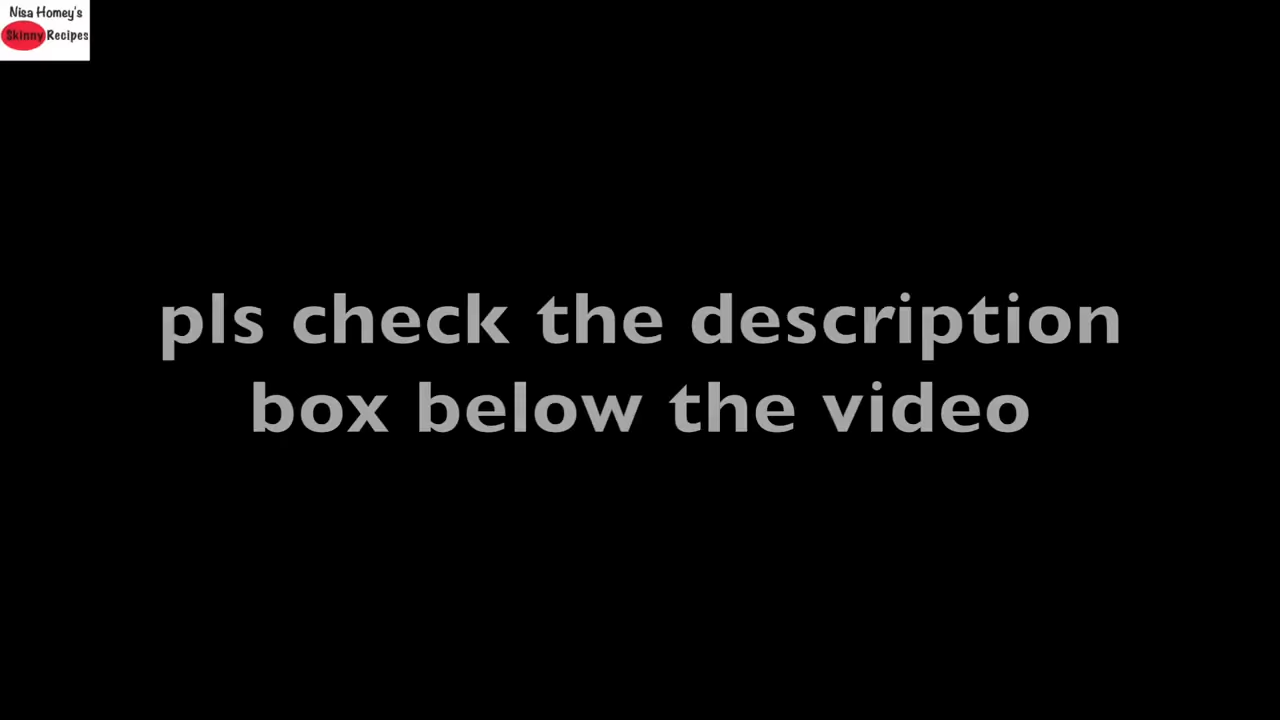 Nisa Homey's
Skinny Recipes
pls check the description
box below the video